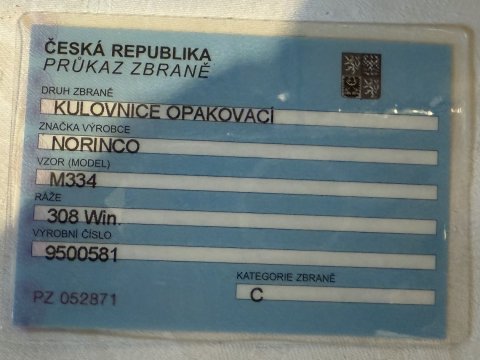 ČESKÁ REPUBLIKA
PRŮKAZ ZBRANĚ
DRUH ZBRANĚ
KULOVNICE OPAKOVACÍ
ZNAČKA VÝROBCE
NORINCO
VZOR (MODEL)
M334
RÁŽE
308 Win.
VÝROBNÍ ČÍSLO
9500581
KATEGORIE ZBRANĚ
C
PZ 052871